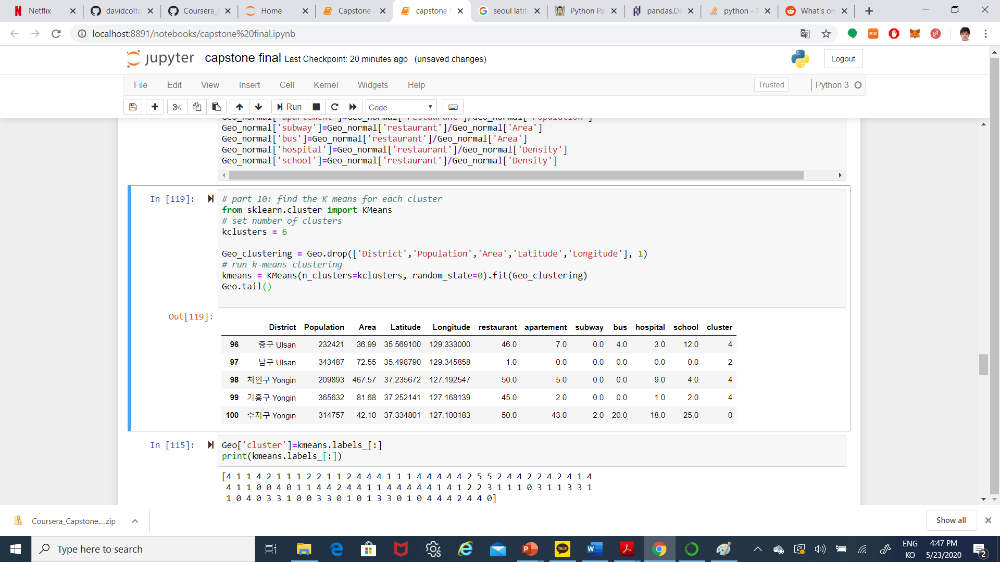 Netflix
davidcolto
Coursera_
Home
Capstone
capstone f
seoul latit
Python Pa
pandas.Da
python - N
What's on
localhost:8891/notebooks/capstone%20final.ipynb
jupyter capstone final Last Checkpoint: 20 minutes ago (unsaved changes)
Logout
File Edit View Insert Cell Kernel Widgets Help
Trusted
Python 3
Run
Code
Geo_normal['apartement']=Geo_normal['restaurant']/Geo_normal['Population']
Geo_normal['subway']=Geo_normal['restaurant']/Geo_normal['Area']
Geo_normal['bus']=Geo_normal['restaurant']/Geo_normal['Area']
Geo_normal['hospital']=Geo_normal['restaurant']/Geo_normal['Density']
Geo_normal['school']=Geo_normal['restaurant']/Geo_normal['Density']
In [119]:
# part 10: find the K means for each cluster
from sklearn.cluster import KMeans
# set number of clusters
kclusters = 6
Geo_clustering = Geo.drop(['District','Population','Area','Latitude','Longitude'], 1)
# run k-means clustering
kmeans = KMeans(n_clusters=kclusters, random_state=0).fit(Geo_clustering)
Geo.tail()
Out[119]:
District Population Area Latitude Longitude restaurant apartement subway bus hospital school cluster
96 중구 Ulsan 232421 36.99 35.569100 129.333000 46.0 7.0 0.0 4.0 3.0 12.0 4
97 남구 Ulsan 343487 72.55 35.498790 129.345858 1.0 0.0 0.0 0.0 0.0 0.0 2
98 처인구 Yongin 209893 467.57 37.235672 127.192547 50.0 5.0 0.0 0.0 9.0 4.0 4
99 기흥구 Yongin 365632 81.68 37.252141 127.168139 45.0 2.0 0.0 0.0 1.0 2.0 4
100 수지구 Yongin 314757 42.10 37.334801 127.100183 50.0 43.0 2.0 20.0 18.0 25.0 0
In [115]:
Geo['cluster']=kmeans.labels_[:]
print(kmeans.labels_[:])
[4 1 1 4 2 1 1 1 2 2 1 1 2 4 4 4 1 1 1 4 4 4 4 4 2 5 5 2 4 4 2 2 4 2 4 1 4
4 1 1 0 0 4 0 1 1 4 4 2 4 4 1 1 4 4 4 4 4 1 4 1 2 2 3 1 1 1 0 3 1 1 3 3 1
1 0 4 0 3 3 1 0 0 3 3 0 1 0 1 3 3 0 1 0 4 4 4 2 4 4 0]
Coursera_Capstone....zip
Show all
Type here to search
TALK
ENG
KO
4:47 PM
5/23/2020
2